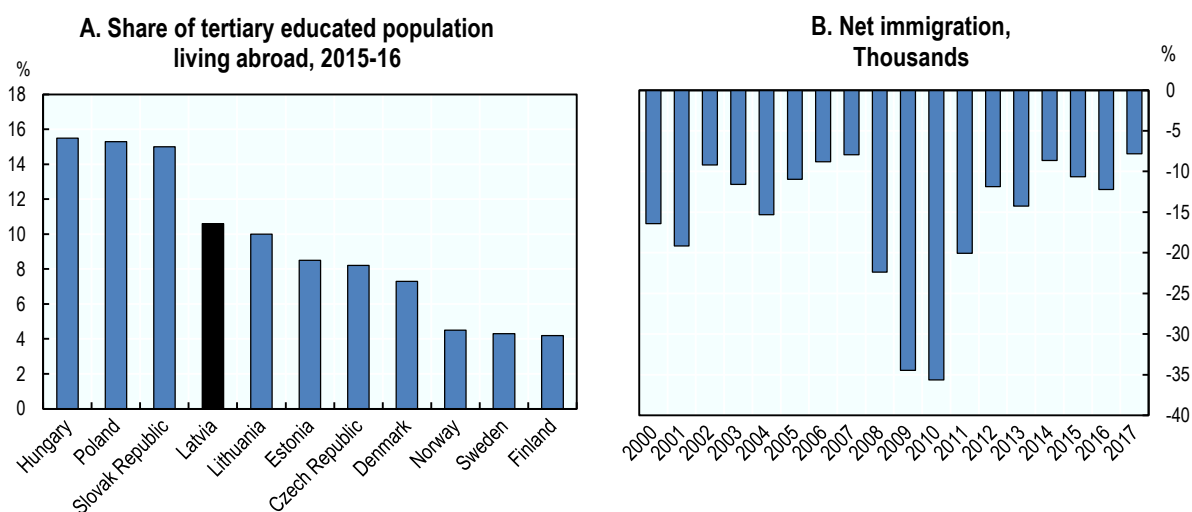 A. Share of tertiary educated population
living abroad, 2015-16
%
18
16
14
12
10
8
6
4
2
0
Hungary
Poland
Slovak Republic
Latvia
Lithuania
Estonia
Czech Republic
Denmark
Norway
Sweden
Finland
B. Net immigration,
Thousands
%
0
-5
-10
-15
-20
-25
-30
-35
-40
2000
2001
2002
2003
2004
2005
2006
2007
2008
2009
2010
2011
2012
2013
2014
2015
2016
2017